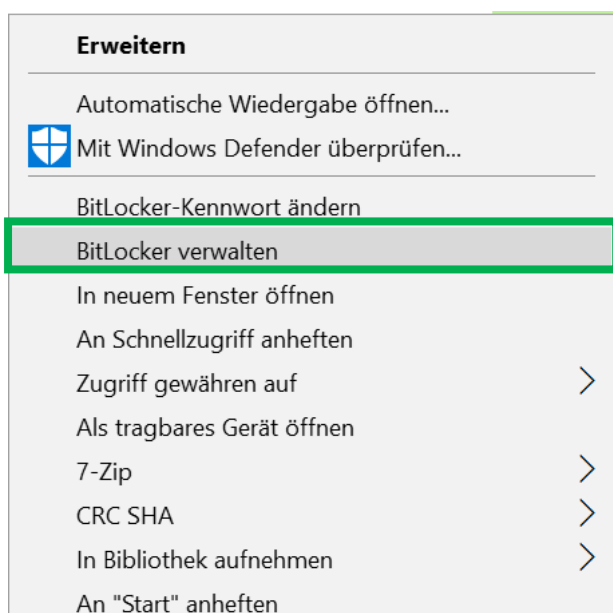 Erweitern
Automatische Wiedergabe öffnen...
Mit Windows Defender überprüfen...
BitLocker-Kennwort ändern
BitLocker verwalten
In neuem Fenster öffnen
An Schnellzugriff anheften
Zugriff gewähren auf
Als tragbares Gerät öffnen
7-Zip
CRC SHA
In Bibliothek aufnehmen
An "Start" anheften